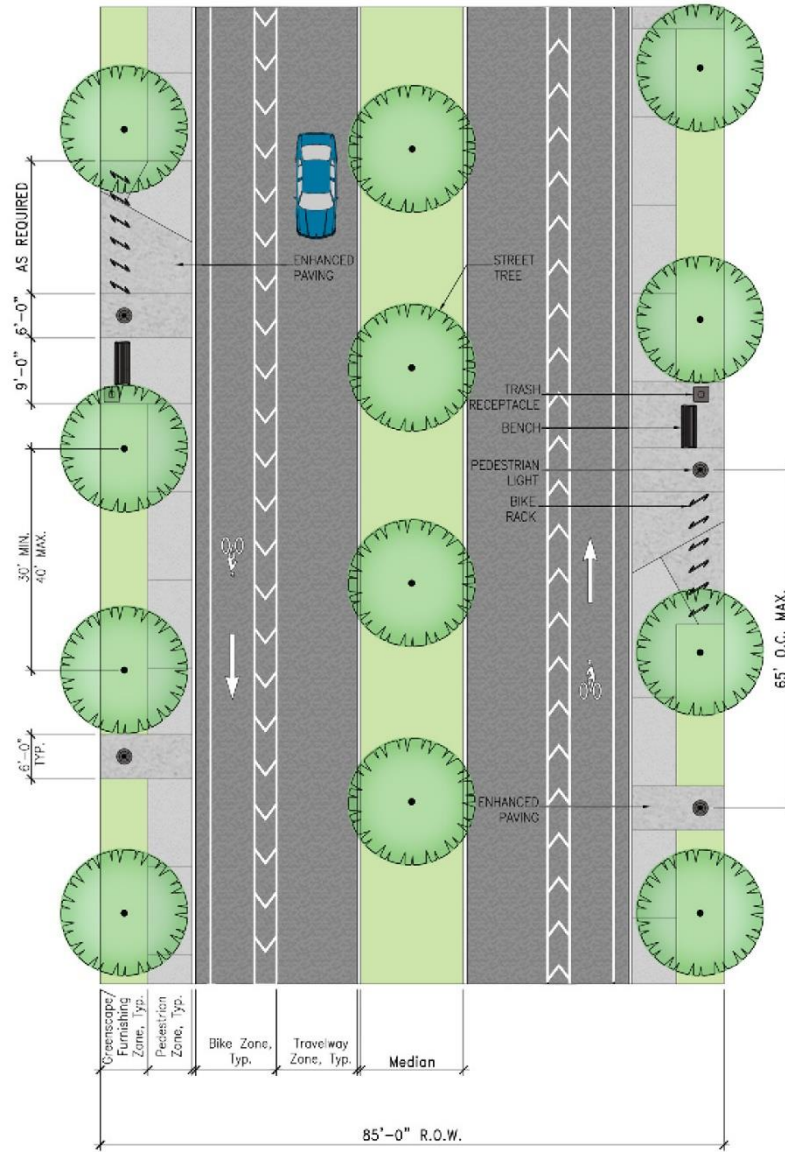 AS REQUIRED
6'-0"
9'-0"
30' MIN.
40' MAX.
6'-0"
TYP.
ENHANCED
PAVING
STREET
TREE
TRASH
RECEPTACLE
BENCH
PEDESTRIAN
LIGHT
BIKE
RACK
65' O.C. MAX.
ENHANCED
PAVING
Greenscape/
Furnishing
Zone, Typ.
Pedestrian
Zone, Typ.
Bike Zone,
Typ.
Travelway
Zone, Typ.
Median
85'-0" R.O.W.